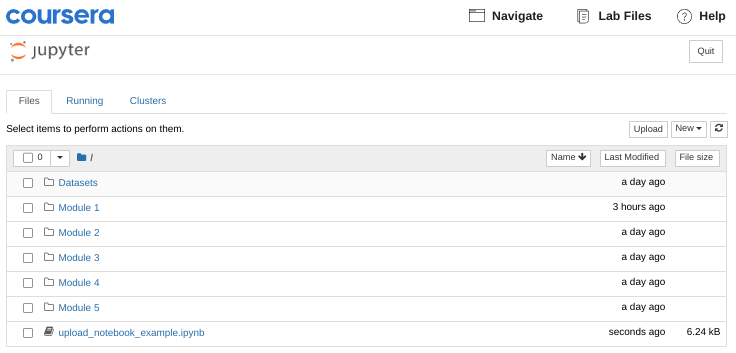 coursera Navigate Lab Files Help
jupyter Quit
Files Running Clusters
Select items to perform actions on them. Upload New
0 / Name Last Modified File size
Datasets a day ago
Module 1 3 hours ago
Module 2 a day ago
Module 3 a day ago
Module 4 a day ago
Module 5 a day ago
upload_notebook_example.ipynb seconds ago 6.24 kB